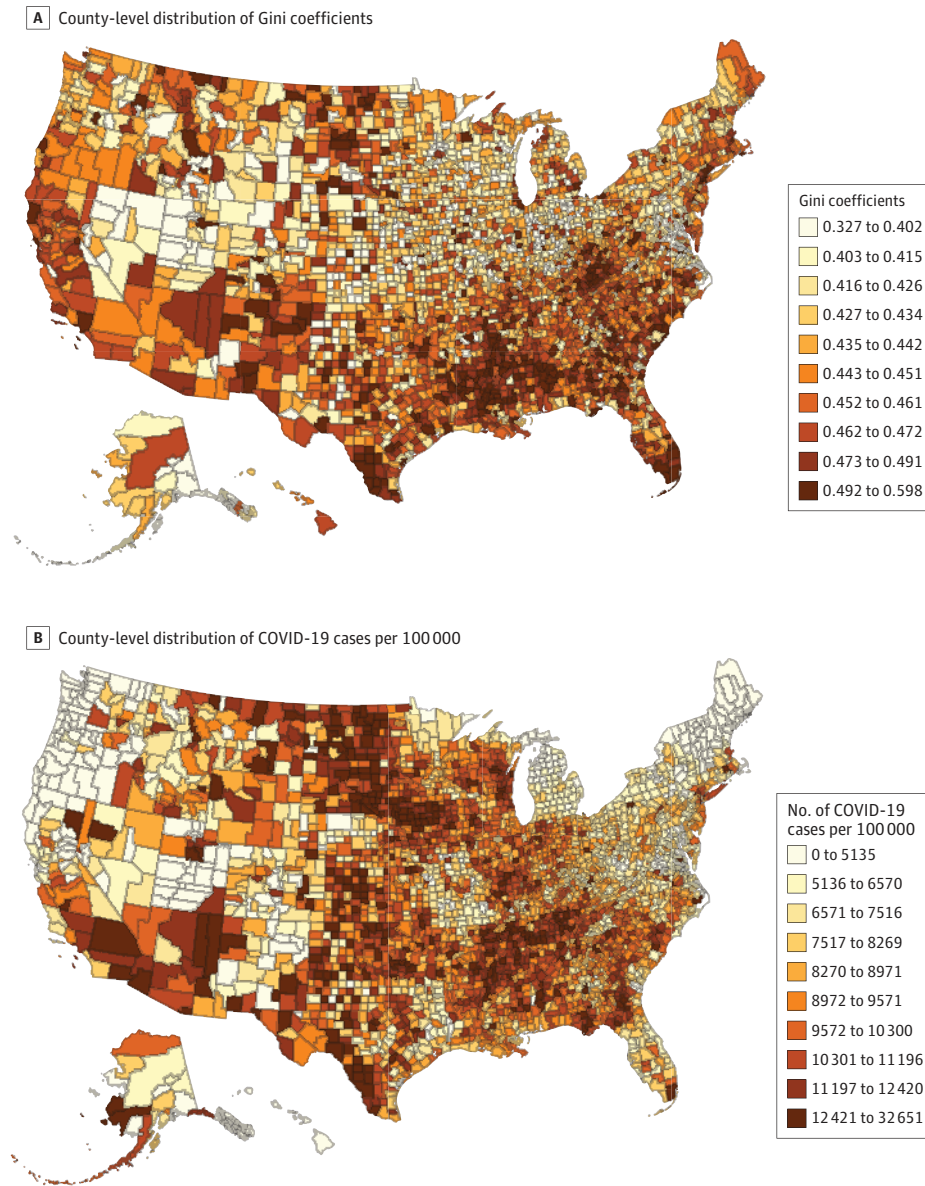 A County-level distribution of Gini coefficients
Gini coefficients
0.327 to 0.402
0.403 to 0.415
0.416 to 0.426
0.427 to 0.434
0.435 to 0.442
0.443 to 0.451
0.452 to 0.461
0.462 to 0.472
0.473 to 0.491
0.492 to 0.598
B County-level distribution of COVID-19 cases per 100 000
No. of COVID-19
cases per 100 000
0 to 5135
5136 to 6570
6571 to 7516
7517 to 8269
8270 to 8971
8972 to 9571
9572 to 10 300
10 301 to 11 196
11 197 to 12 420
12 421 to 32 651